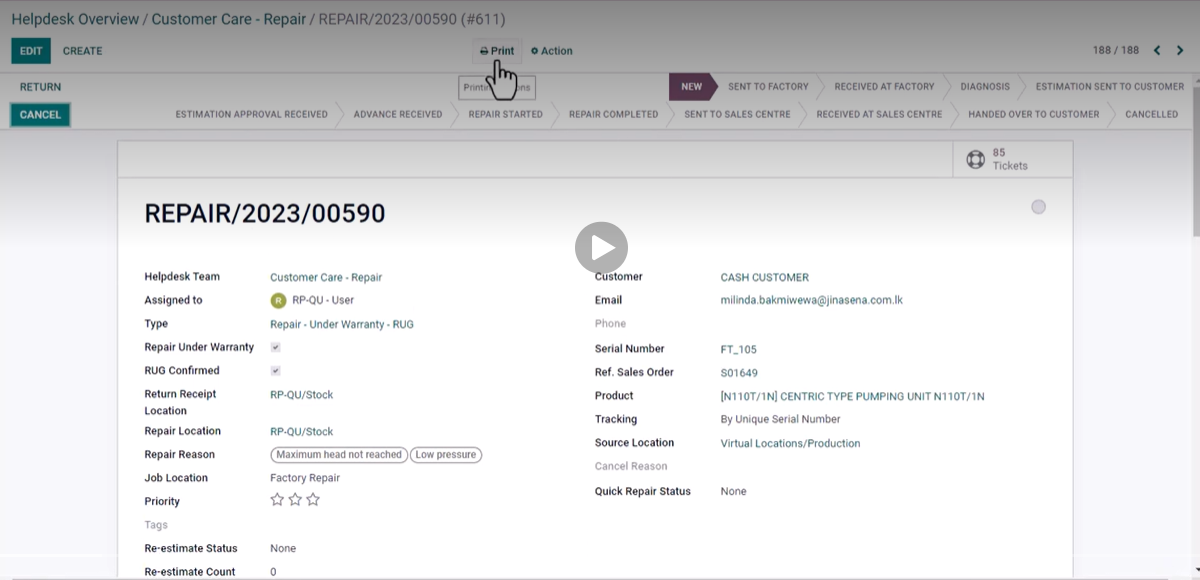 Helpdesk Overview / Customer Care - Repair / REPAIR/2023/00590 (#611)
EDIT CREATE Print Action 188 / 188
RETURN
NEW SENT TO FACTORY RECEIVED AT FACTORY DIAGNOSIS ESTIMATION SENT TO CUSTOMER
CANCEL ESTIMATION APPROVAL RECEIVED ADVANCE RECEIVED REPAIR STARTED REPAIR COMPLETED SENT TO SALES CENTRE RECEIVED AT SALES CENTRE HANDED OVER TO CUSTOMER CANCELLED
85
Tickets
REPAIR/2023/00590
Helpdesk Team Customer Care - Repair
Assigned to R RP-QU - User
Type Repair - Under Warranty - RUG
Repair Under Warranty
RUG Confirmed
Return Receipt
Location RP-QU/Stock
Repair Location RP-QU/Stock
Repair Reason Maximum head not reached Low pressure
Job Location Factory Repair
Priority
Tags
Re-estimate Status None
Re-estimate Count 0
Customer CASH CUSTOMER
Email milinda.bakmiwewa@jinasena.com.lk
Phone
Serial Number FT_105
Ref. Sales Order S01649
Product [N110T/1N] CENTRIC TYPE PUMPING UNIT N110T/1N
Tracking By Unique Serial Number
Source Location Virtual Locations/Production
Cancel Reason
Quick Repair Status None